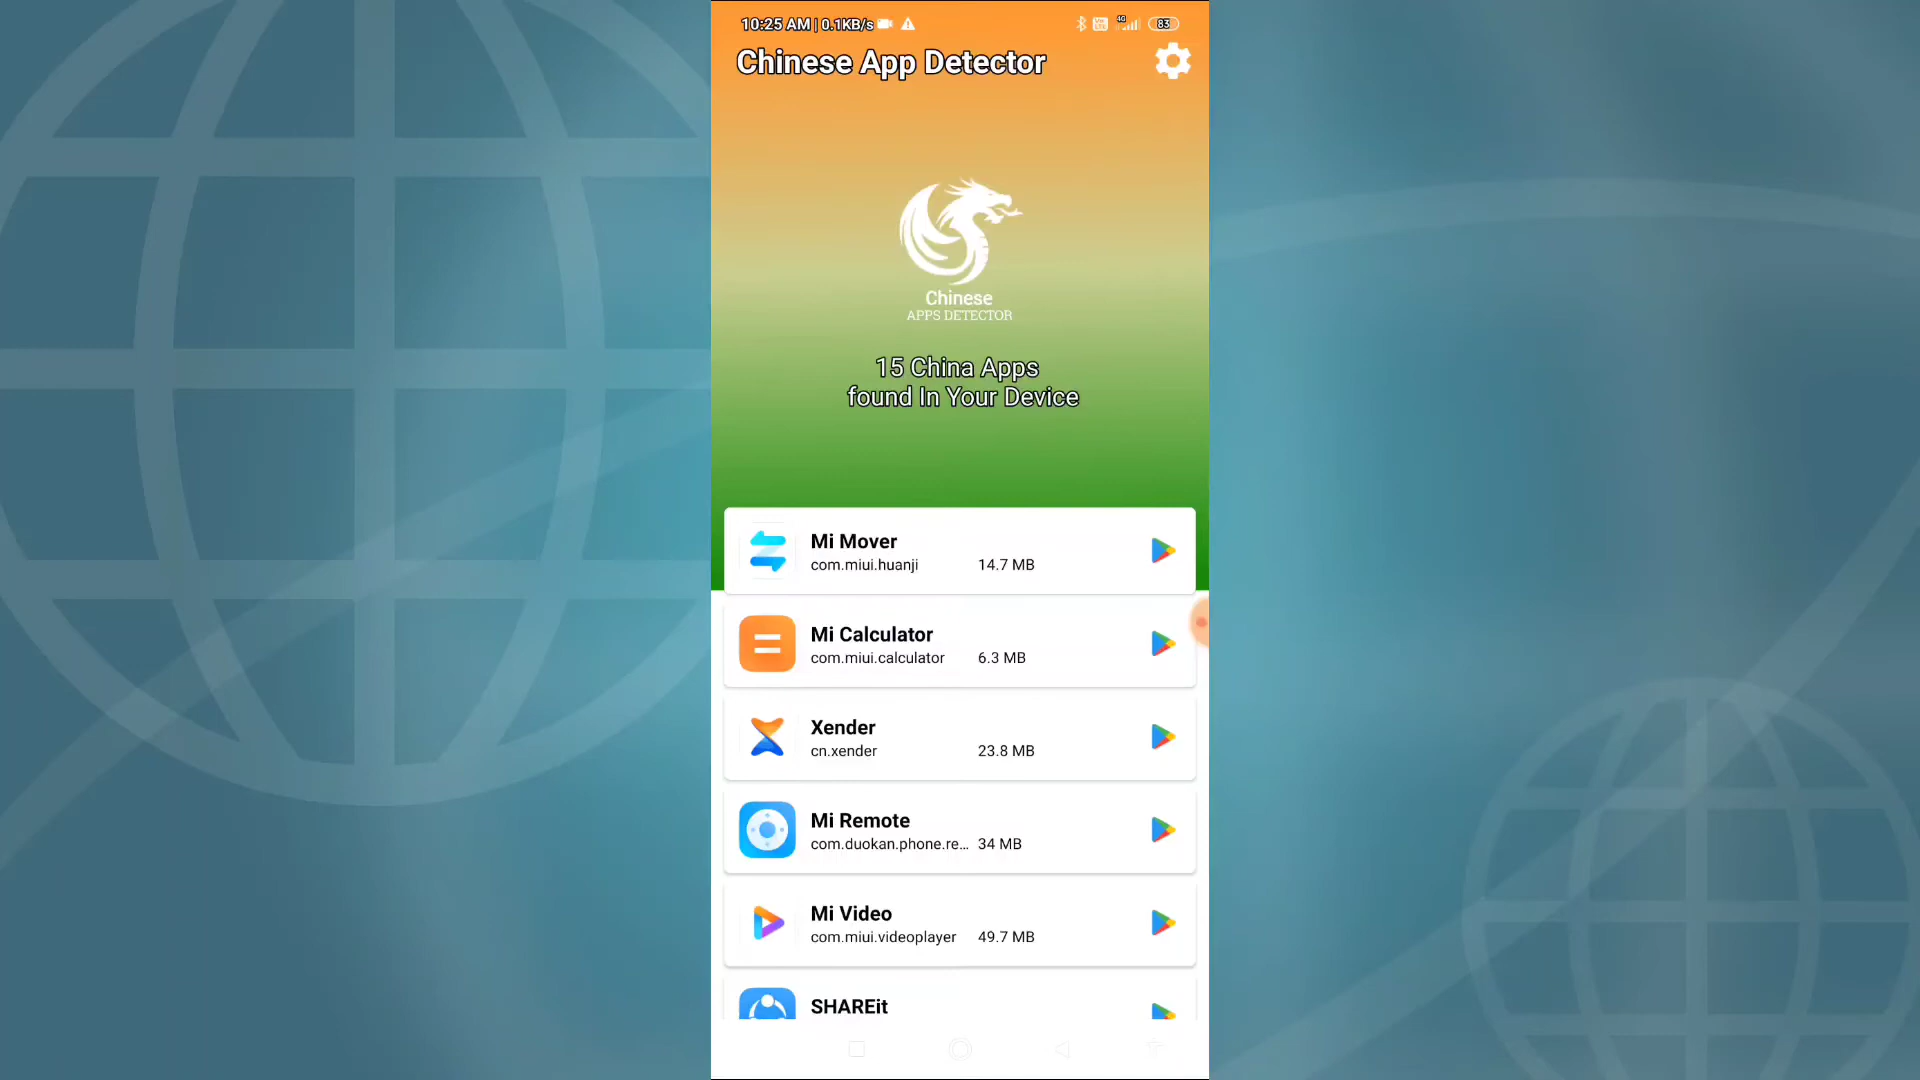 10:25 AM | 0.1KB/s 4G 83
Chinese App Detector
Chinese
APPS DETECTOR
15 China Apps
found In Your Device
Mi Mover
com.miui.huanji 14.7 MB
Mi Calculator
com.miui.calculator 6.3 MB
Xender
cn.xender 23.8 MB
Mi Remote
com.duokan.phone.re... 34 MB
Mi Video
com.miui.videoplayer 49.7 MB
SHAREit